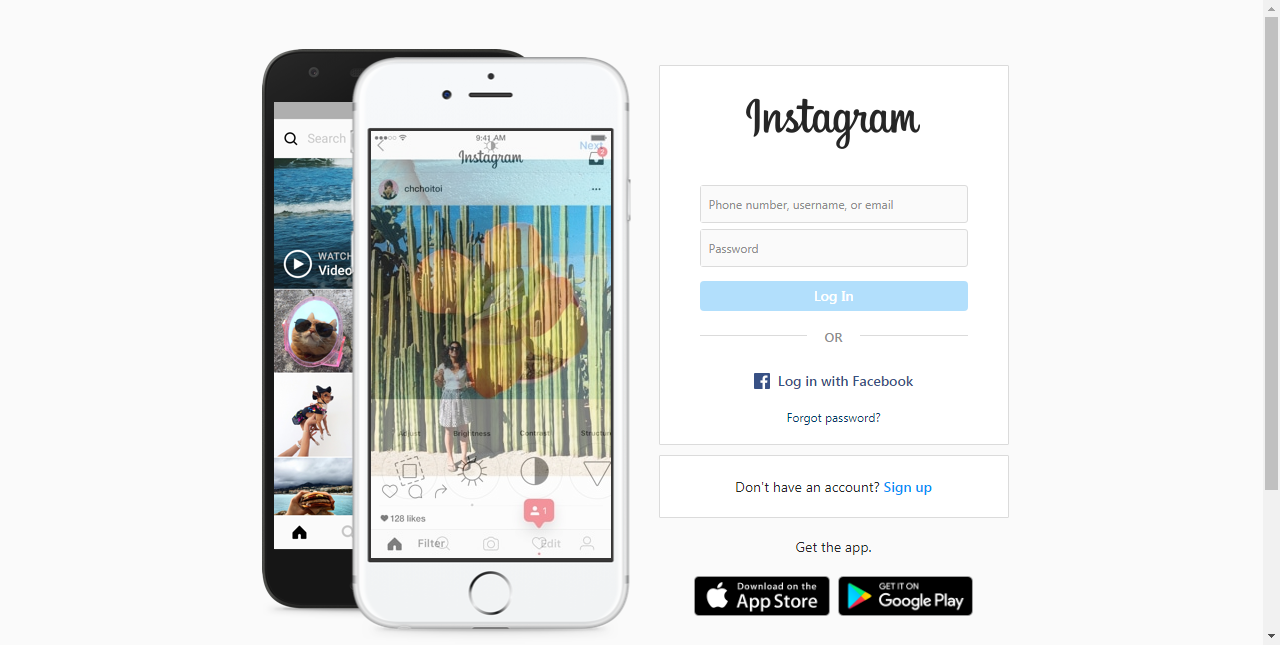 Search
WATCH
Video
9:41 AM
Next
Instagram
2
chchoitoi
Adjust
Brightness
Contrast
Structure
128 likes
1
Filter
Edit
Instagram
Phone number, username, or email
Password
Log In
OR
Log in with Facebook
Forgot password?
Don't have an account? Sign up
Get the app.
Download on the
App Store
GET IT ON
Google Play